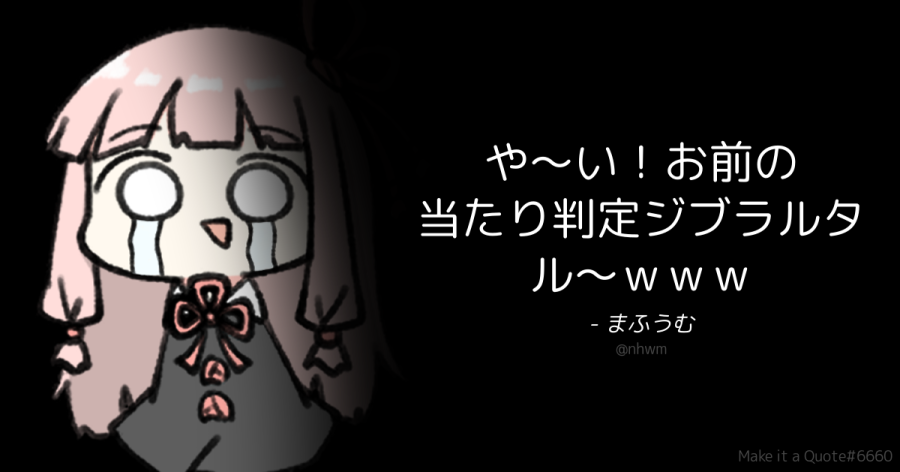 や～い！お前の
当たり判定ジブラルタ
ル～ｗｗｗ
- まふうむ
@nhwm
Make it a Quote#6660